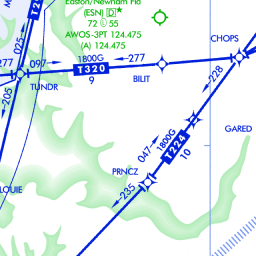 Easton/Newnam Fld
(ESN) D
72 55
AWOS-3PT 124.475
(A) 124.475
CHOPS
025
277
097
1800G
277
T320
9
BILIT
TUNDR
205
228
GARED
1800G
T224
10
047
PRNCZ
235
LOUIE